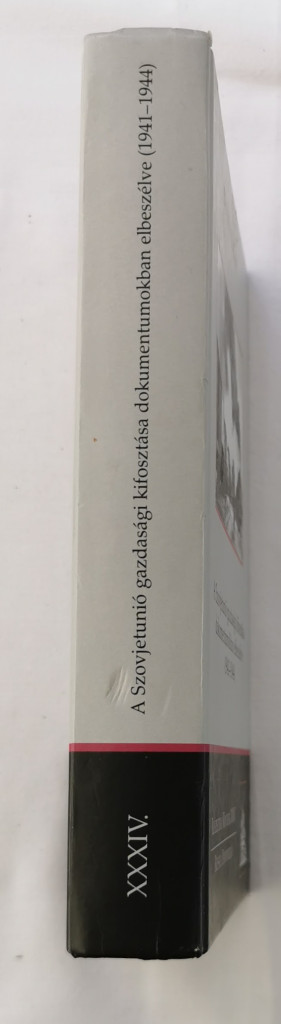 A Szovjetunió gazdasági kifosztása dokumentumokban elbeszélve (1941–1944)
XXXIV.